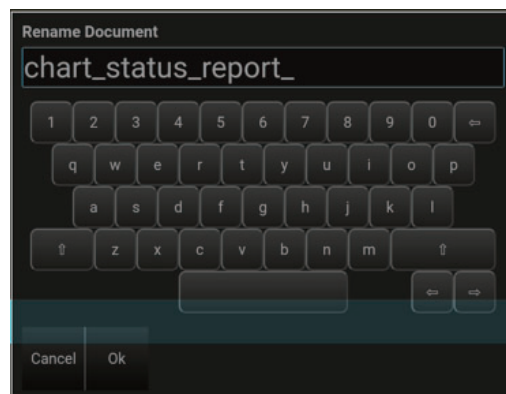 Rename Document
chart_status_report_
1 2 3 4 5 6 7 8 9 0 ⇦
q w e r t y u i o p
a s d f g h j k l
⇧ z x c v b n m ⇧
⇦ ⇨
Cancel Ok